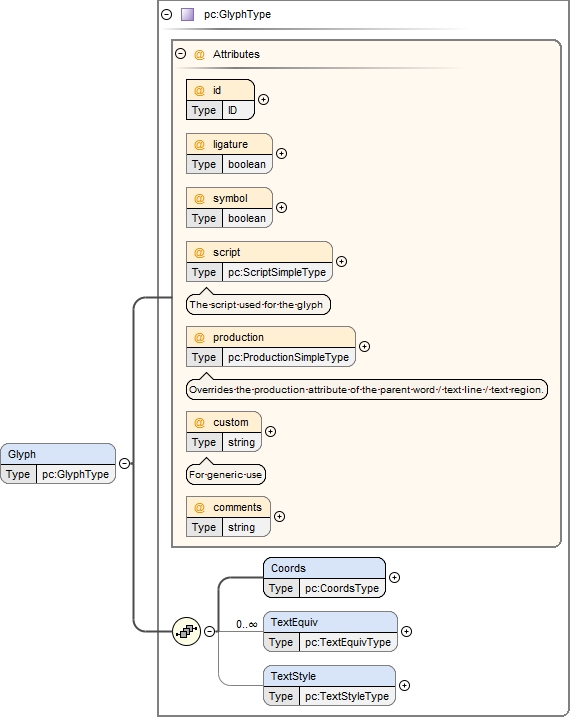 pc:GlyphType
@ Attributes
@ id
Type ID
@ ligature
Type boolean
@ symbol
Type boolean
@ script
Type pc:ScriptSimpleType
The·script·used·for·the·glyph
@ production
Type pc:ProductionSimpleType
Overrides·the·production·attribute·of·the·parent·word·/·text·line·/·text·region.
@ custom
Type string
For·generic·use
@ comments
Type string
Glyph
Type pc:GlyphType
Coords
Type pc:CoordsType
0..∞
TextEquiv
Type pc:TextEquivType
TextStyle
Type pc:TextStyleType